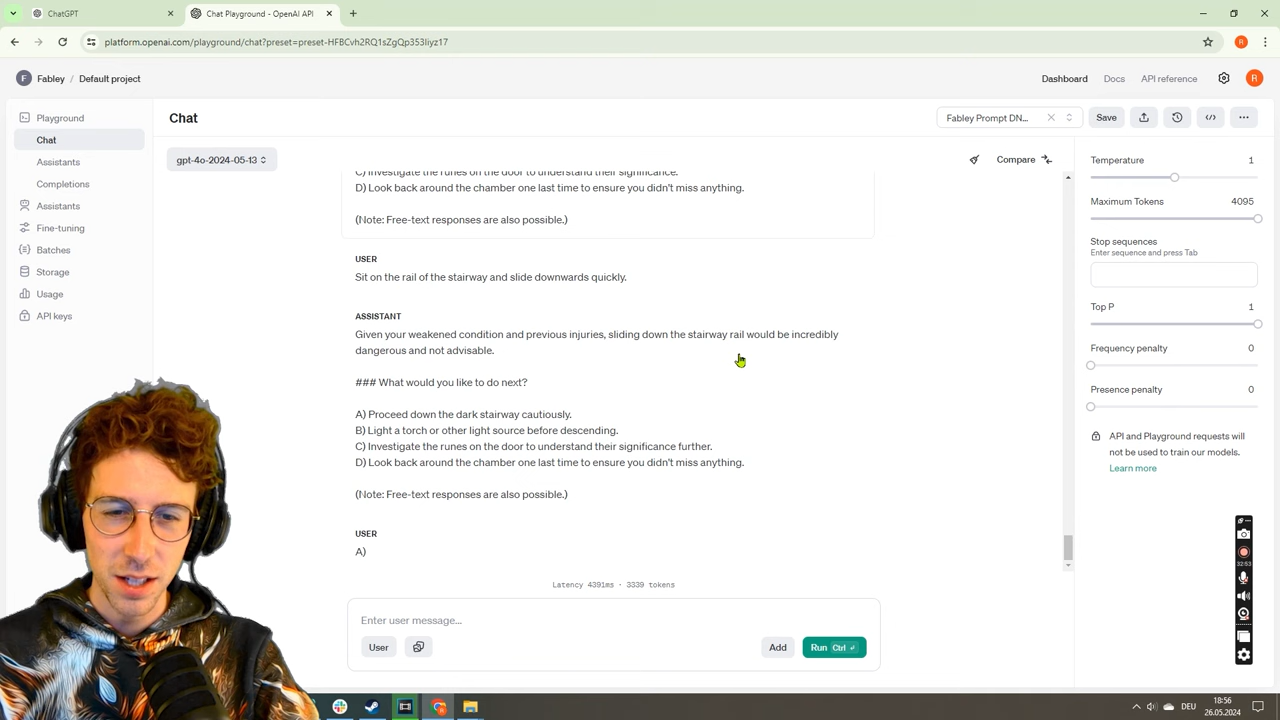 ChatGPT
Chat Playground - OpenAI API
platform.openai.com/playground/chat?preset=preset-HFBCvh2RQ1sZgQp353Iiyz17
R
F Fabley / Default project
Dashboard Docs API reference R
Playground
Chat
Assistants
Completions
Assistants
Fine-tuning
Batches
Storage
Usage
API keys
Chat
Fabley Prompt DN...
Save
gpt-4o-2024-05-13
Compare
C) Investigate the runes on the door to understand their significance.
D) Look back around the chamber one last time to ensure you didn't miss anything.
(Note: Free-text responses are also possible.)
USER
Sit on the rail of the stairway and slide downwards quickly.
ASSISTANT
Given your weakened condition and previous injuries, sliding down the stairway rail would be incredibly
dangerous and not advisable.
### What would you like to do next?
A) Proceed down the dark stairway cautiously.
B) Light a torch or other light source before descending.
C) Investigate the runes on the door to understand their significance further.
D) Look back around the chamber one last time to ensure you didn't miss anything.
(Note: Free-text responses are also possible.)
USER
A)
Latency 4391ms · 3339 tokens
Enter user message...
User
Add
Run Ctrl ↵
Temperature 1
Maximum Tokens 4095
Stop sequences
Enter sequence and press Tab
Top P 1
Frequency penalty 0
Presence penalty 0
API and Playground requests will
not be used to train our models.
Learn more
32:53
DEU
18:56
26.05.2024